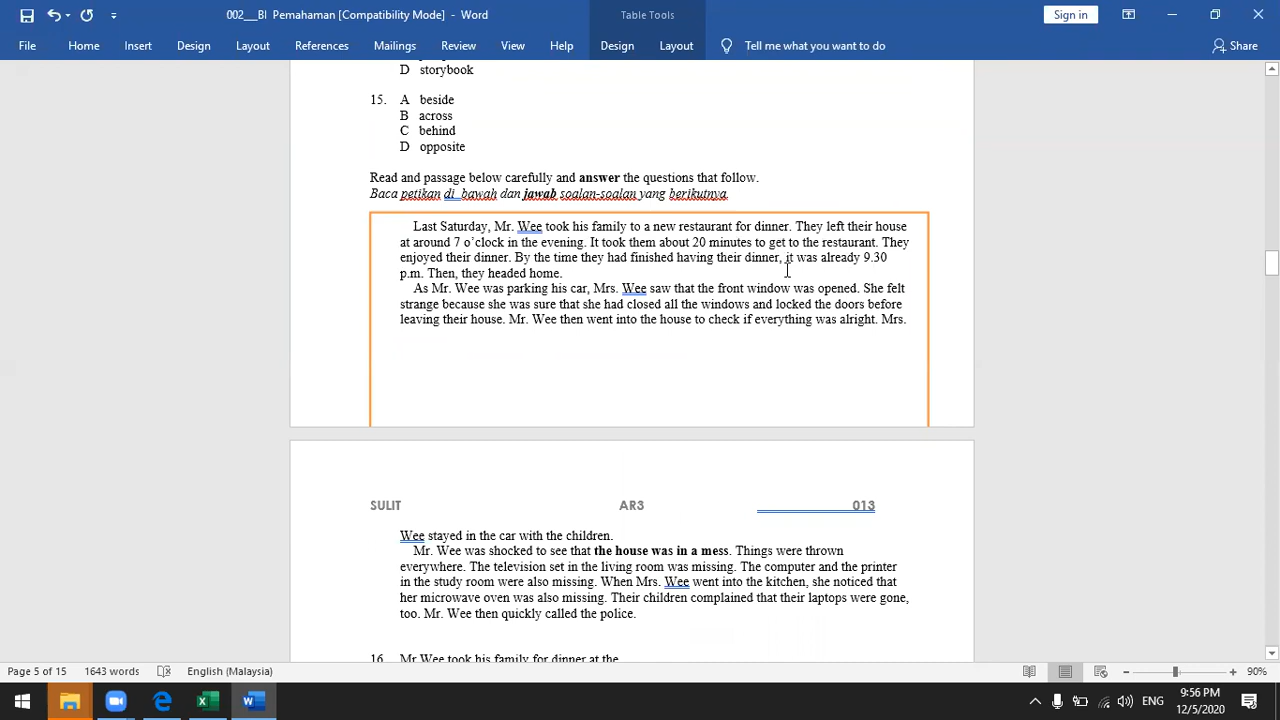 002__BI Pemahaman [Compatibility Mode] - Word
Table Tools
Sign in
File Home Insert Design Layout References Mailings Review View Help Design Layout Tell me what you want to do Share
D storybook
15. A beside
B across
C behind
D opposite
Read and passage below carefully and answer the questions that follow.
Baca petikan di bawah dan jawab soalan-soalan yang berikutnya.
Last Saturday, Mr. Wee took his family to a new restaurant for dinner. They left their house
at around 7 o’clock in the evening. It took them about 20 minutes to get to the restaurant. They
enjoyed their dinner. By the time they had finished having their dinner, it was already 9.30
p.m. Then, they headed home.
As Mr. Wee was parking his car, Mrs. Wee saw that the front window was opened. She felt
strange because she was sure that she had closed all the windows and locked the doors before
leaving their house. Mr. Wee then went into the house to check if everything was alright. Mrs.
SULIT AR3 013
Wee stayed in the car with the children.
Mr. Wee was shocked to see that the house was in a mess. Things were thrown
everywhere. The television set in the living room was missing. The computer and the printer
in the study room were also missing. When Mrs. Wee went into the kitchen, she noticed that
her microwave oven was also missing. Their children complained that their laptops were gone,
too. Mr. Wee then quickly called the police.
16. Mr Wee took his family for dinner at the
Page 5 of 15 1643 words English (Malaysia) 90%
ENG 9:56 PM
12/5/2020